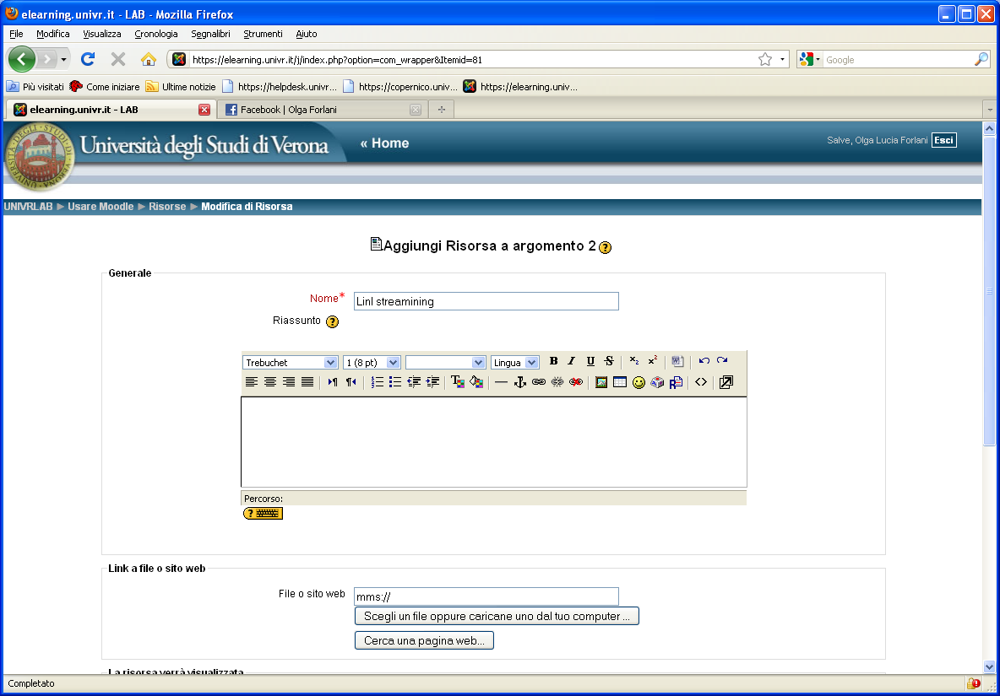 elearning.univr.it - LAB - Mozilla Firefox
File Modifica Visualizza Cronologia Segnalibri Strumenti Aiuto
https://elearning.univr.it/j/index.php?option=com_wrapper&Itemid=81
Google
Più visitati Come iniziare Ultime notizie https://helpdesk.univr... https://copernico.univ... https://elearning.univ...
elearning.univr.it - LAB Facebook | Olga Forlani
Università degli Studi di Verona « Home Salve, Olga Lucia Forlani Esci
UNIVRLAB ► Usare Moodle ► Risorse ► Modifica di Risorsa
Aggiungi Risorsa a argomento 2 ?
Generale
Nome* Linl streamining
Riassunto ?
Trebuchet 1 (8 pt) Lingua B I U S x2 x2
Percorso:
?
Link a file o sito web
File o sito web mms://
Scegli un file oppure caricane uno dal tuo computer ...
Cerca una pagina web...
La risorsa verrà visualizzata
Completato